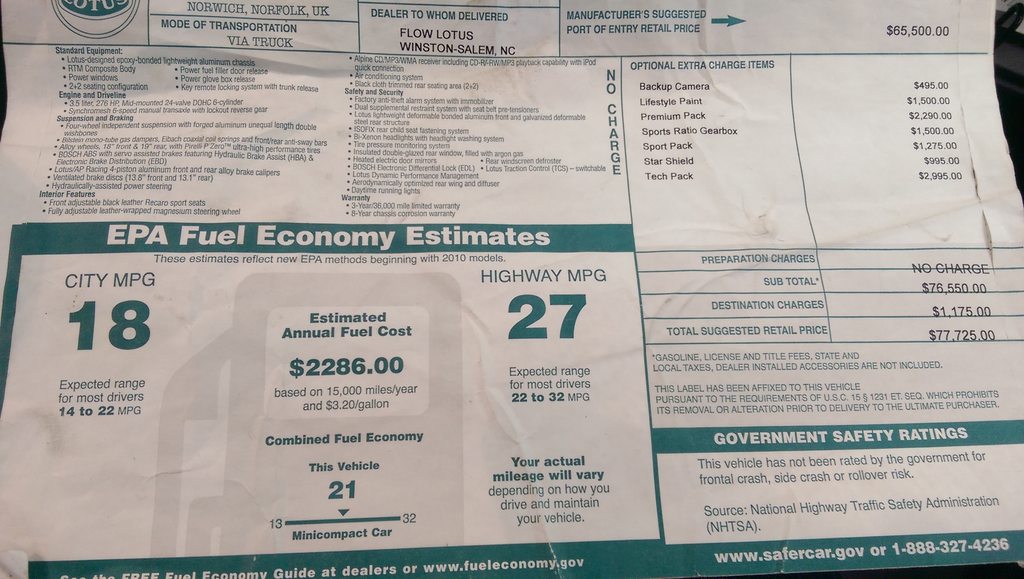 LOTUS
NORWICH, NORFOLK, UK
MODE OF TRANSPORTATION
VIA TRUCK
DEALER TO WHOM DELIVERED
FLOW LOTUS
WINSTON-SALEM, NC
MANUFACTURER'S SUGGESTED
PORT OF ENTRY RETAIL PRICE
$65,500.00
Standard Equipment:
• Lotus-designed epoxy-bonded lightweight aluminum chassis
• RTM Composite Body
• Power windows
• 2+2 seating configuration
• Power fuel filler door release
• Power glove box release
• Key remote locking system with trunk release
Engine and Driveline
• 3.5 liter, 276 HP, Mid-mounted 24-valve DOHC 6-cylinder
• Synchromesh 6-speed manual transaxle with lockout reverse gear
Suspension and Braking
• Four-wheel independent suspension with forged aluminum unequal length double
wishbones
• Bilstein mono-tube gas dampers, Eibach coil springs and front/rear anti-sway bars
• Alloy wheels, 18" front & 19" rear, with Pirelli P Zero™ ultra-high performance tires
• BOSCH ABS with servo assisted brakes featuring Hydraulic Brake Assist (HBA) &
Electronic Brake Distribution (EBD)
• Lotus/AP Racing 4-piston aluminum front and rear alloy brake calipers
• Ventilated brake discs (13.8" front and 13.1" rear)
• Hydraulically-assisted power steering
Interior Features
• Front adjustable black leather Recaro sport seats
• Fully adjustable leather-wrapped magnesium steering wheel
• Alpine CD/MP3/WMA receiver including CD-R/-RW/MP3 playback capability with iPod
quick connection
• Air conditioning system
• Black cloth trimmed rear seating area (2+2)
Safety and Security
• Factory anti-theft alarm system with immobilizer
• Dual supplemental restraint system with seat belt pre-tensioners
• Lotus lightweight deformable bonded aluminum front and galvanized deformable
steel rear structure
• ISOFIX rear child seat fastening system
• Bi-Xenon headlights with headlight washing system
• Tire pressure monitoring system
• Insulated double-glazed rear window, filled with argon gas
• Heated electric door mirrors
• Rear windscreen defroster
• BOSCH Electronic Differential Lock (EDL)
• Lotus Traction Control (TCS) – switchable
• Lotus Dynamic Performance Management
• Aerodynamically optimized rear wing and diffuser
• Daytime running lights
Warranty
• 3-Year/36,000 mile limited warranty
• 8-Year chassis corrosion warranty
NO CHARGE
OPTIONAL EXTRA CHARGE ITEMS
Backup Camera $495.00
Lifestyle Paint $1,500.00
Premium Pack $2,290.00
Sports Ratio Gearbox $1,500.00
Sport Pack $1,275.00
Star Shield $995.00
Tech Pack $2,995.00
PREPARATION CHARGES NO CHARGE
SUB TOTAL* $76,550.00
DESTINATION CHARGES $1,175.00
TOTAL SUGGESTED RETAIL PRICE $77,725.00
*GASOLINE, LICENSE AND TITLE FEES, STATE AND
LOCAL TAXES, DEALER INSTALLED ACCESSORIES ARE NOT INCLUDED.
THIS LABEL HAS BEEN AFFIXED TO THIS VEHICLE
PURSUANT TO THE REQUIREMENTS OF U.S.C. 15 § 1231 ET. SEQ. WHICH PROHIBITS
ITS REMOVAL OR ALTERATION PRIOR TO DELIVERY TO THE ULTIMATE PURCHASER.
GOVERNMENT SAFETY RATINGS
This vehicle has not been rated by the government for
frontal crash, side crash or rollover risk.
Source: National Highway Traffic Safety Administration
(NHTSA).
www.safercar.gov or 1-888-327-4236
EPA Fuel Economy Estimates
These estimates reflect new EPA methods beginning with 2010 models.
CITY MPG
18
Expected range
for most drivers
14 to 22 MPG
Estimated
Annual Fuel Cost
$2286.00
based on 15,000 miles/year
and $3.20/gallon
Combined Fuel Economy
This Vehicle
21
13 32
Minicompact Car
HIGHWAY MPG
27
Expected range
for most drivers
22 to 32 MPG
Your actual
mileage will vary
depending on how you
drive and maintain
your vehicle.
See the FREE Fuel Economy Guide at dealers or www.fueleconomy.gov